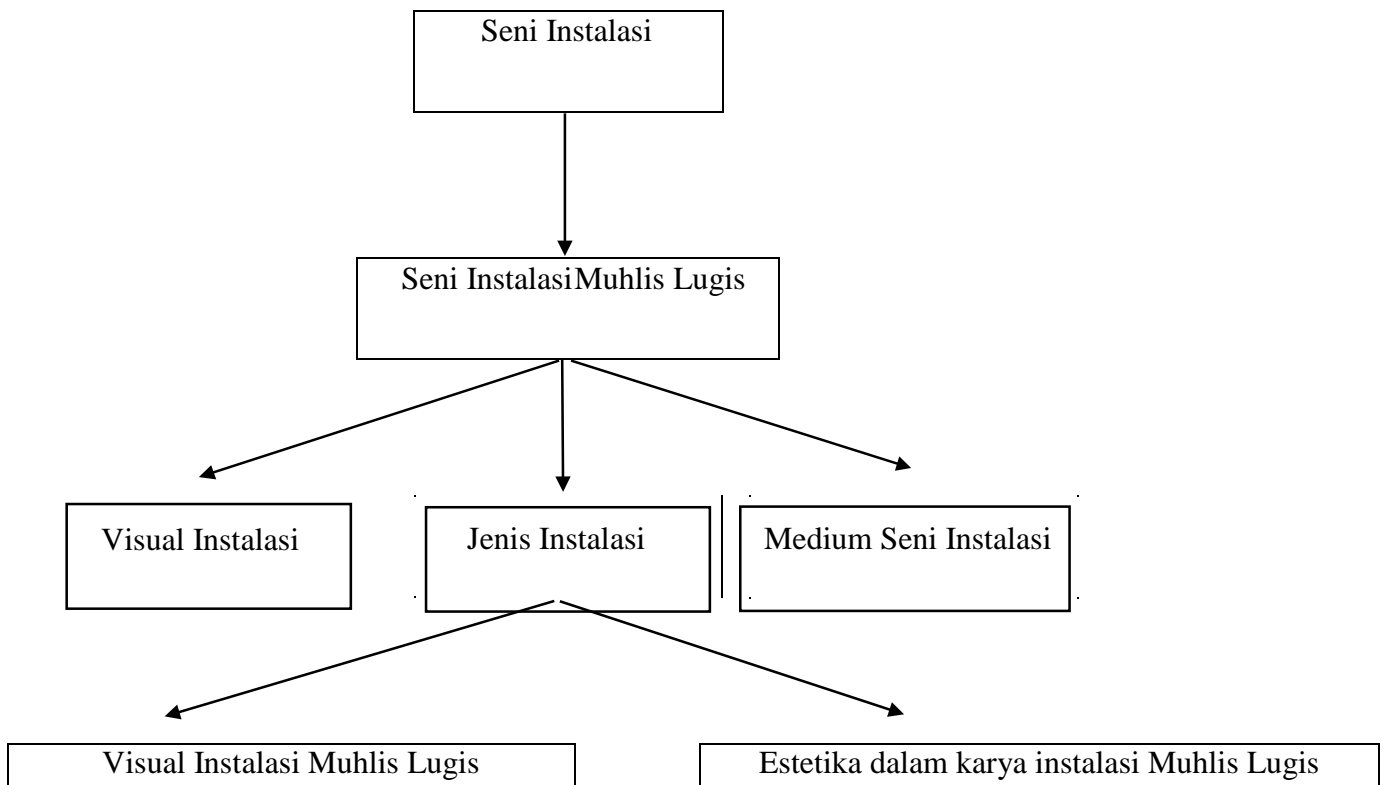 Seni Instalasi
Seni InstalasiMuhlis Lugis
Visual Instalasi
Jenis Instalasi
Medium Seni Instalasi
Visual Instalasi Muhlis Lugis
Estetika dalam karya instalasi Muhlis Lugis